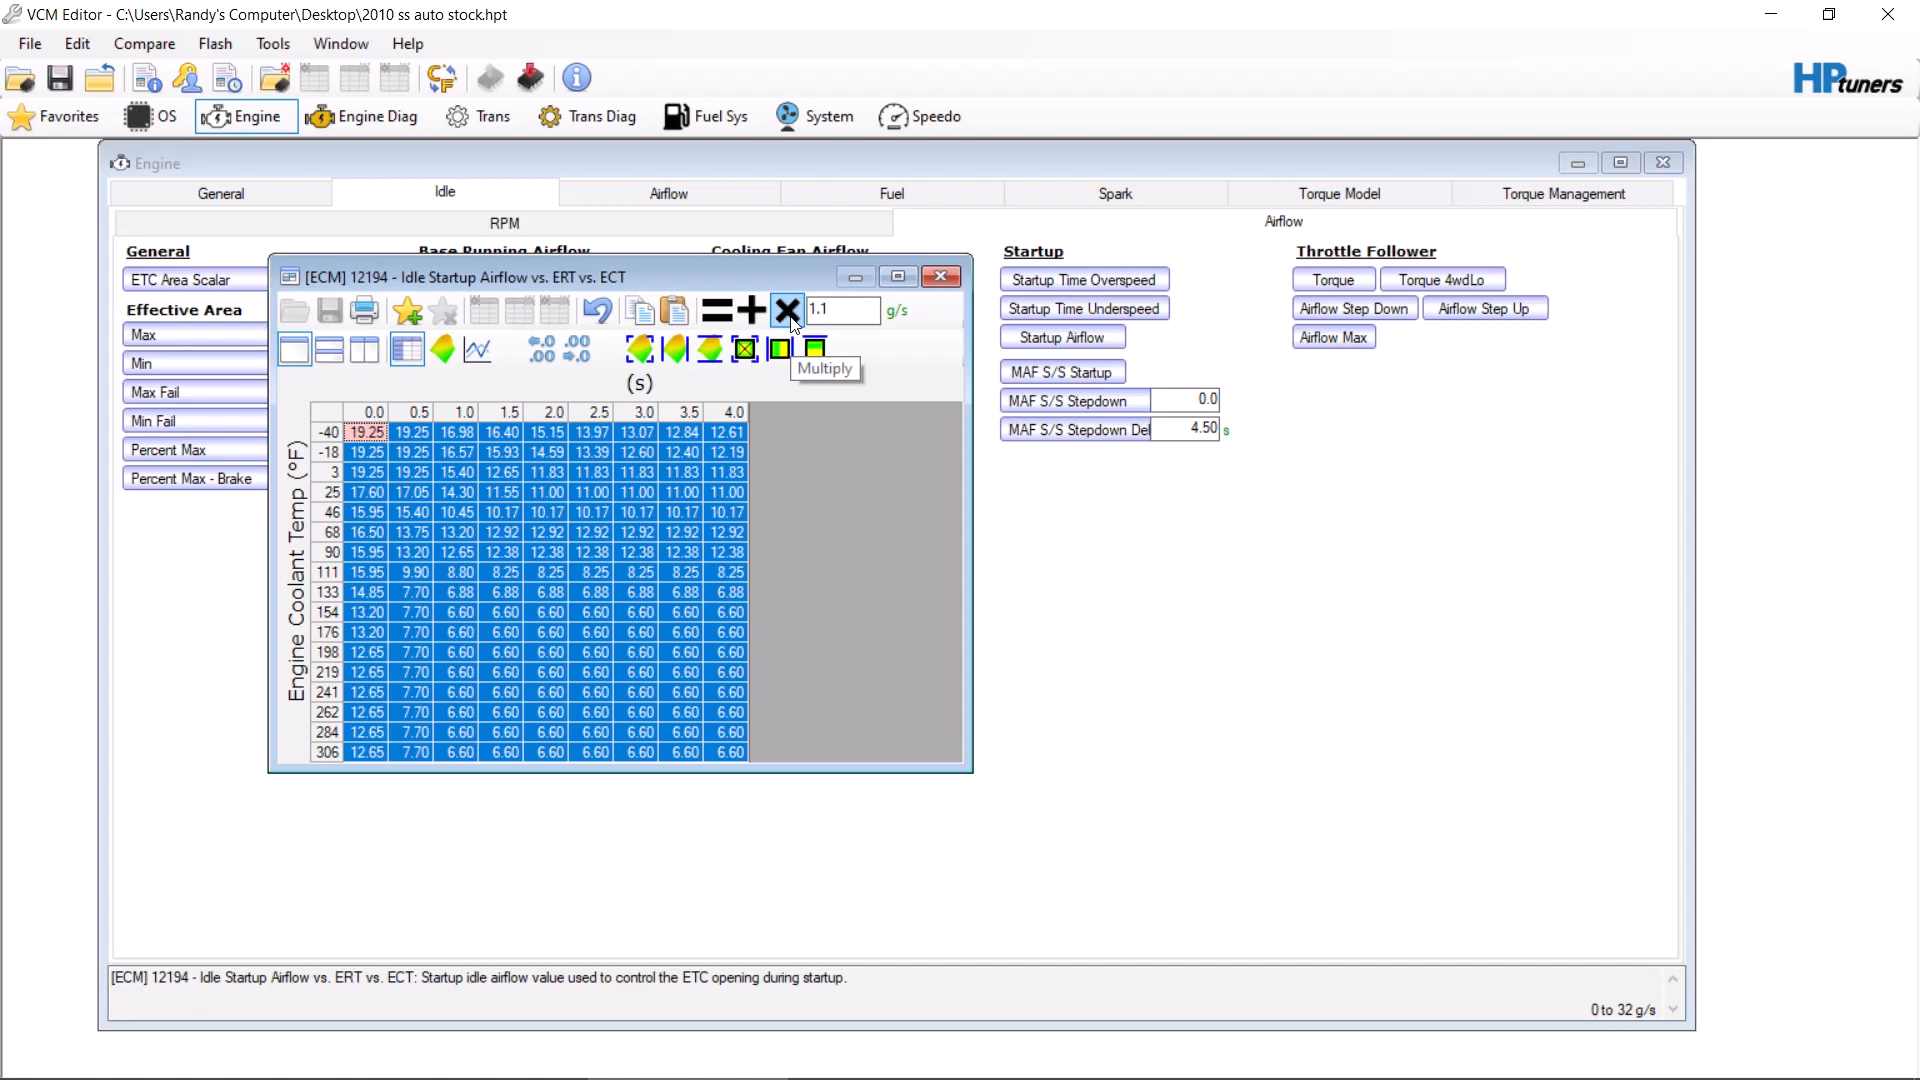 VCM Editor - C:\Users\Randy's Computer\Desktop\2010 ss auto stock.hpt
File Edit Compare Flash Tools Window Help
HPtuners
Favorites OS Engine Engine Diag Trans Trans Diag Fuel Sys System Speedo
Engine
General Idle Airflow Fuel Spark Torque Model Torque Management
RPM Airflow
General Base Running Airflow Cooling Fan Airflow Startup Throttle Follower
ETC Area Scalar
Effective Area
Max
Min
Max Fail
Min Fail
Percent Max
Percent Max - Brake
[ECM] 12194 - Idle Startup Airflow vs. ERT vs. ECT
1.1 g/s
Multiply
(s)
Engine Coolant Temp (°F)
0.0 0.5 1.0 1.5 2.0 2.5 3.0 3.5 4.0
-40 19.25 19.25 16.98 16.40 15.15 13.97 13.07 12.84 12.61
-18 19.25 19.25 16.57 15.93 14.59 13.39 12.60 12.40 12.19
3 19.25 19.25 15.40 12.65 11.83 11.83 11.83 11.83 11.83
25 17.60 17.05 14.30 11.55 11.00 11.00 11.00 11.00 11.00
46 15.95 15.40 10.45 10.17 10.17 10.17 10.17 10.17 10.17
68 16.50 13.75 13.20 12.92 12.92 12.92 12.92 12.92 12.92
90 15.95 13.20 12.65 12.38 12.38 12.38 12.38 12.38 12.38
111 15.95 9.90 8.80 8.25 8.25 8.25 8.25 8.25 8.25
133 14.85 7.70 6.88 6.88 6.88 6.88 6.88 6.88 6.88
154 13.20 7.70 6.60 6.60 6.60 6.60 6.60 6.60 6.60
176 13.20 7.70 6.60 6.60 6.60 6.60 6.60 6.60 6.60
198 12.65 7.70 6.60 6.60 6.60 6.60 6.60 6.60 6.60
219 12.65 7.70 6.60 6.60 6.60 6.60 6.60 6.60 6.60
241 12.65 7.70 6.60 6.60 6.60 6.60 6.60 6.60 6.60
262 12.65 7.70 6.60 6.60 6.60 6.60 6.60 6.60 6.60
284 12.65 7.70 6.60 6.60 6.60 6.60 6.60 6.60 6.60
306 12.65 7.70 6.60 6.60 6.60 6.60 6.60 6.60 6.60
Startup Time Overspeed
Startup Time Underspeed
Startup Airflow
MAF S/S Startup
MAF S/S Stepdown 0.0
MAF S/S Stepdown Del 4.50 s
Torque Torque 4wdLo
Airflow Step Down Airflow Step Up
Airflow Max
[ECM] 12194 - Idle Startup Airflow vs. ERT vs. ECT: Startup idle airflow value used to control the ETC opening during startup.
0 to 32 g/s